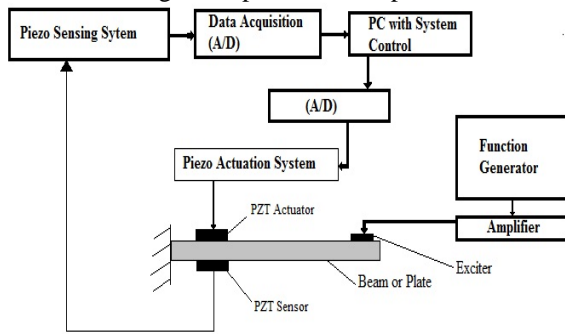 Piezo Sensing Sytem
Data Acquisition
(A/D)
PC with System
Control
(A/D)
Function
Generator
Piezo Actuation System
PZT Actuator
Amplifier
Exciter
Beam or Plate
PZT Sensor